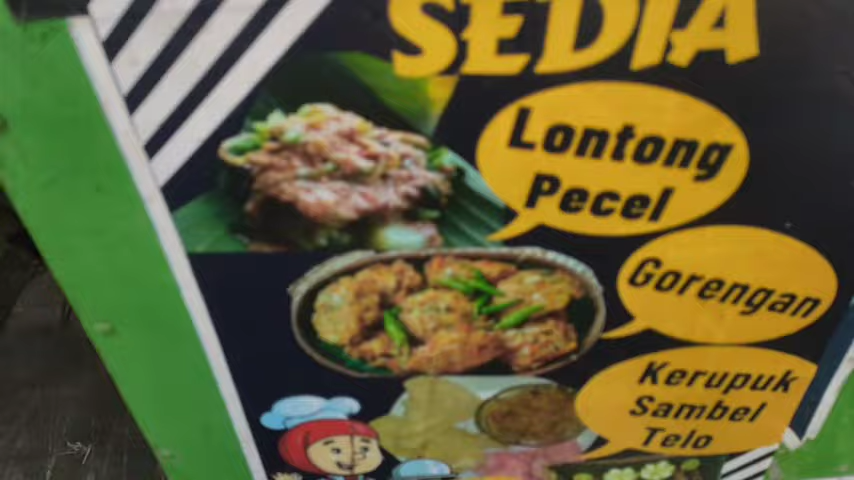 SEDIA
Lontong
Pecel
Gorengan
Kerupuk
Sambel
Telo